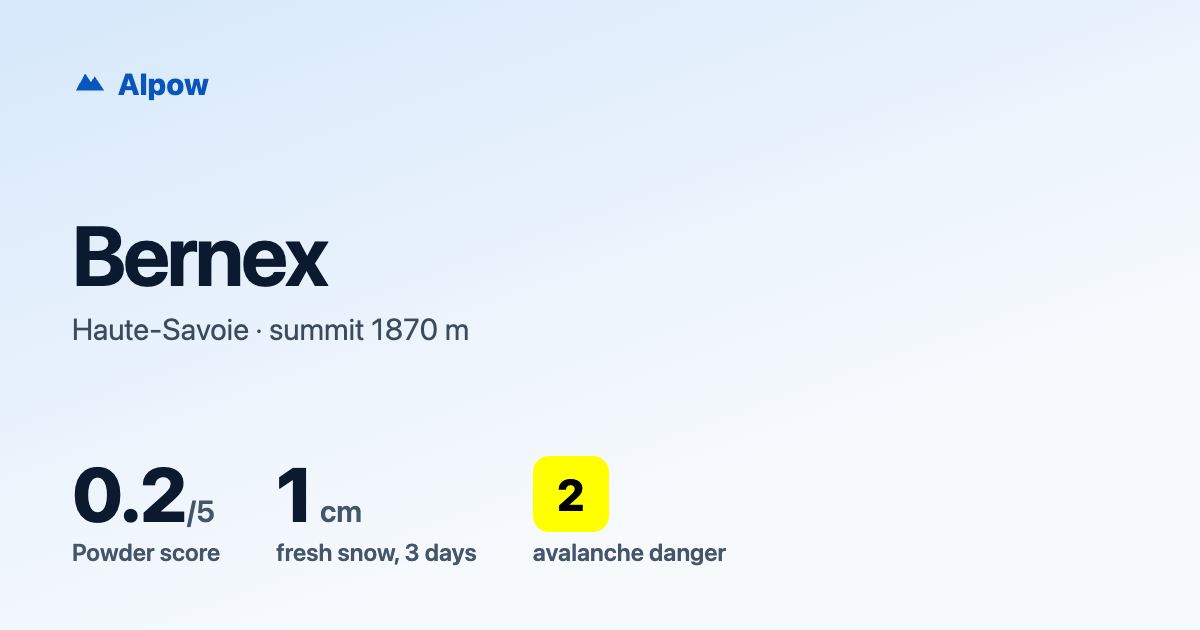 Alpow
Bernex
Haute-Savoie · summit 1870 m
0.2/5
Powder score
1 cm
fresh snow, 3 days
2
avalanche danger